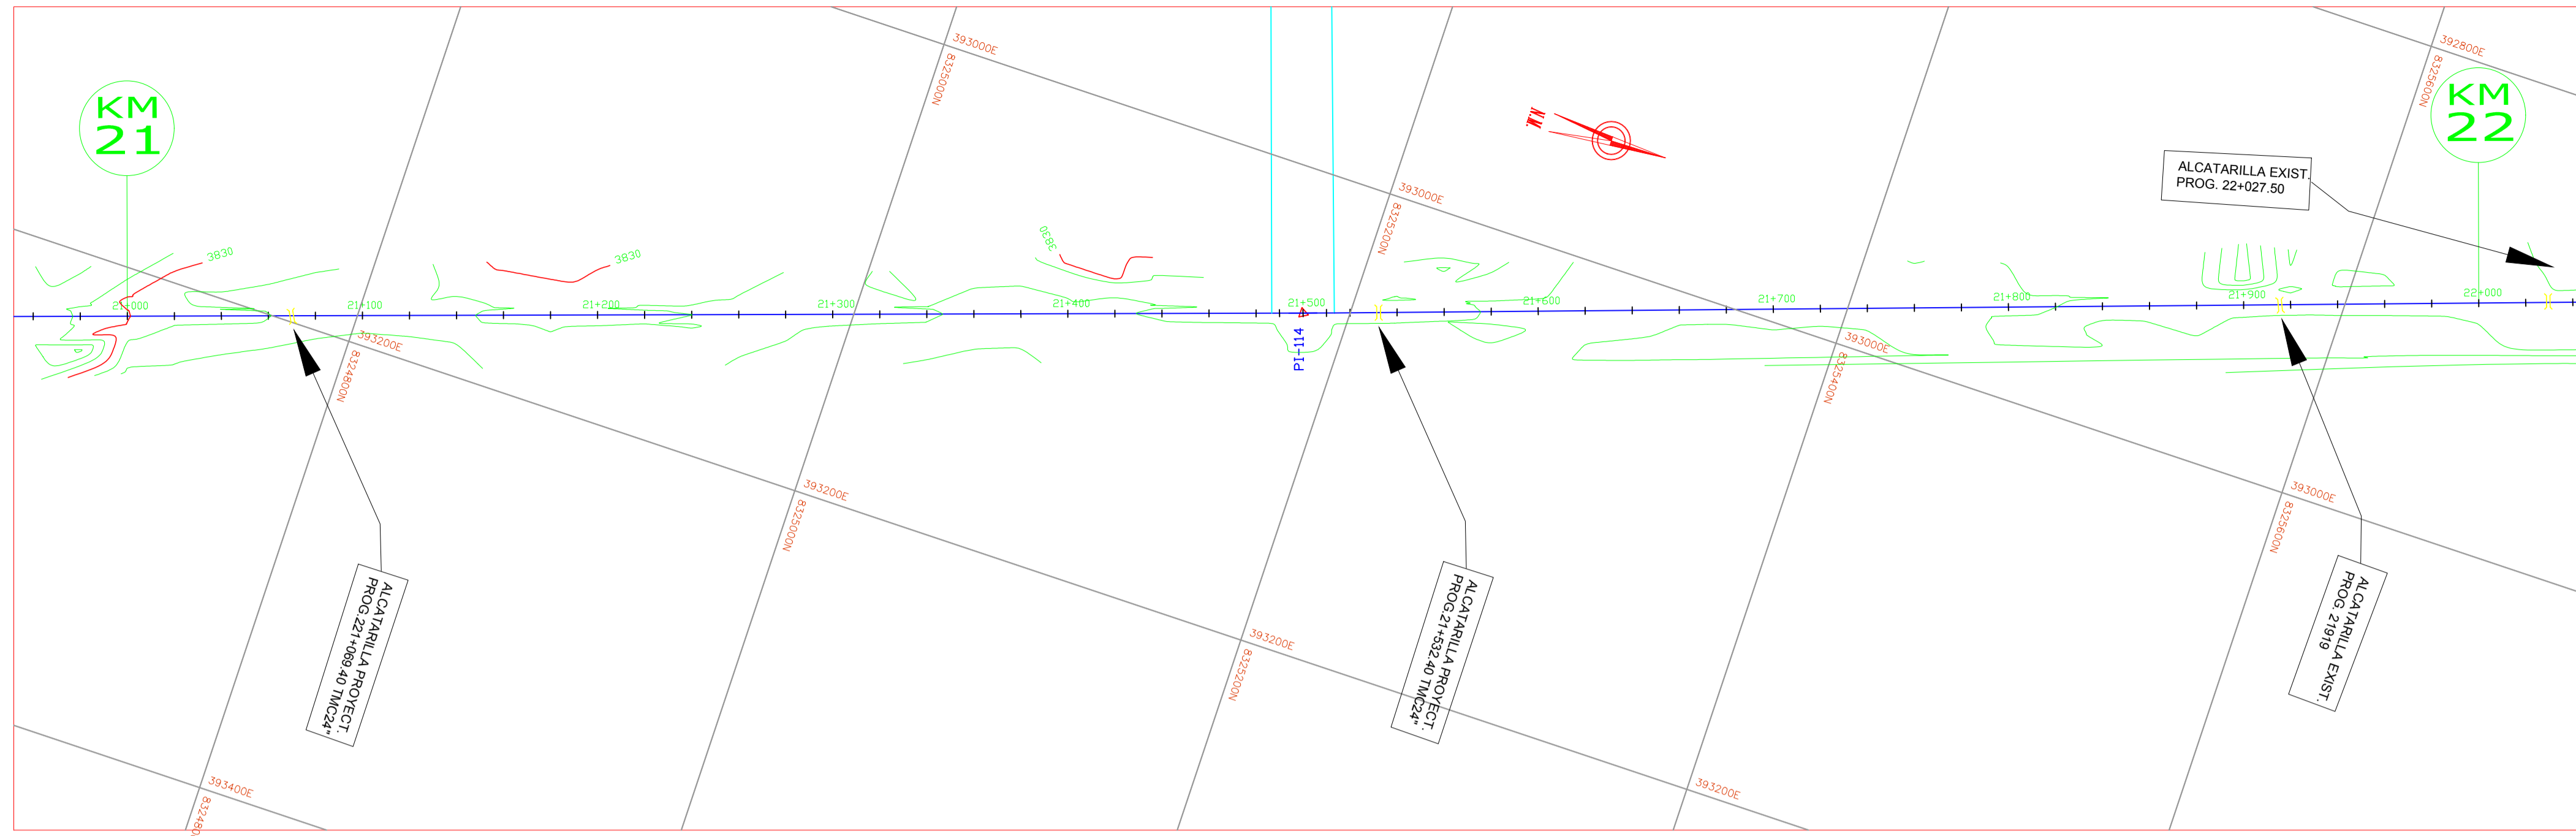 393000E
8325000N
392800E
8325600N
KM
21
KM
22
N.M.
393000E
8325200N
ALCATARILLA EXIST.
PROG. 22+027.50
3830
3830
3830
21+000
21+100
21+200
21+300
21+400
21+500
21+600
21+700
21+800
21+900
22+000
PI-114
393200E
8324800N
393000E
8325400N
393200E
8325000N
393000E
8325600N
ALCATARILLA PROYECT.
PROG.221+069.40 TMC24"
ALCATARILLA PROYECT.
PROG.21+532.40 TMC24"
ALCATARILLA EXIST.
PROG. 21919
393200E
8325200N
393400E
832480
393200E